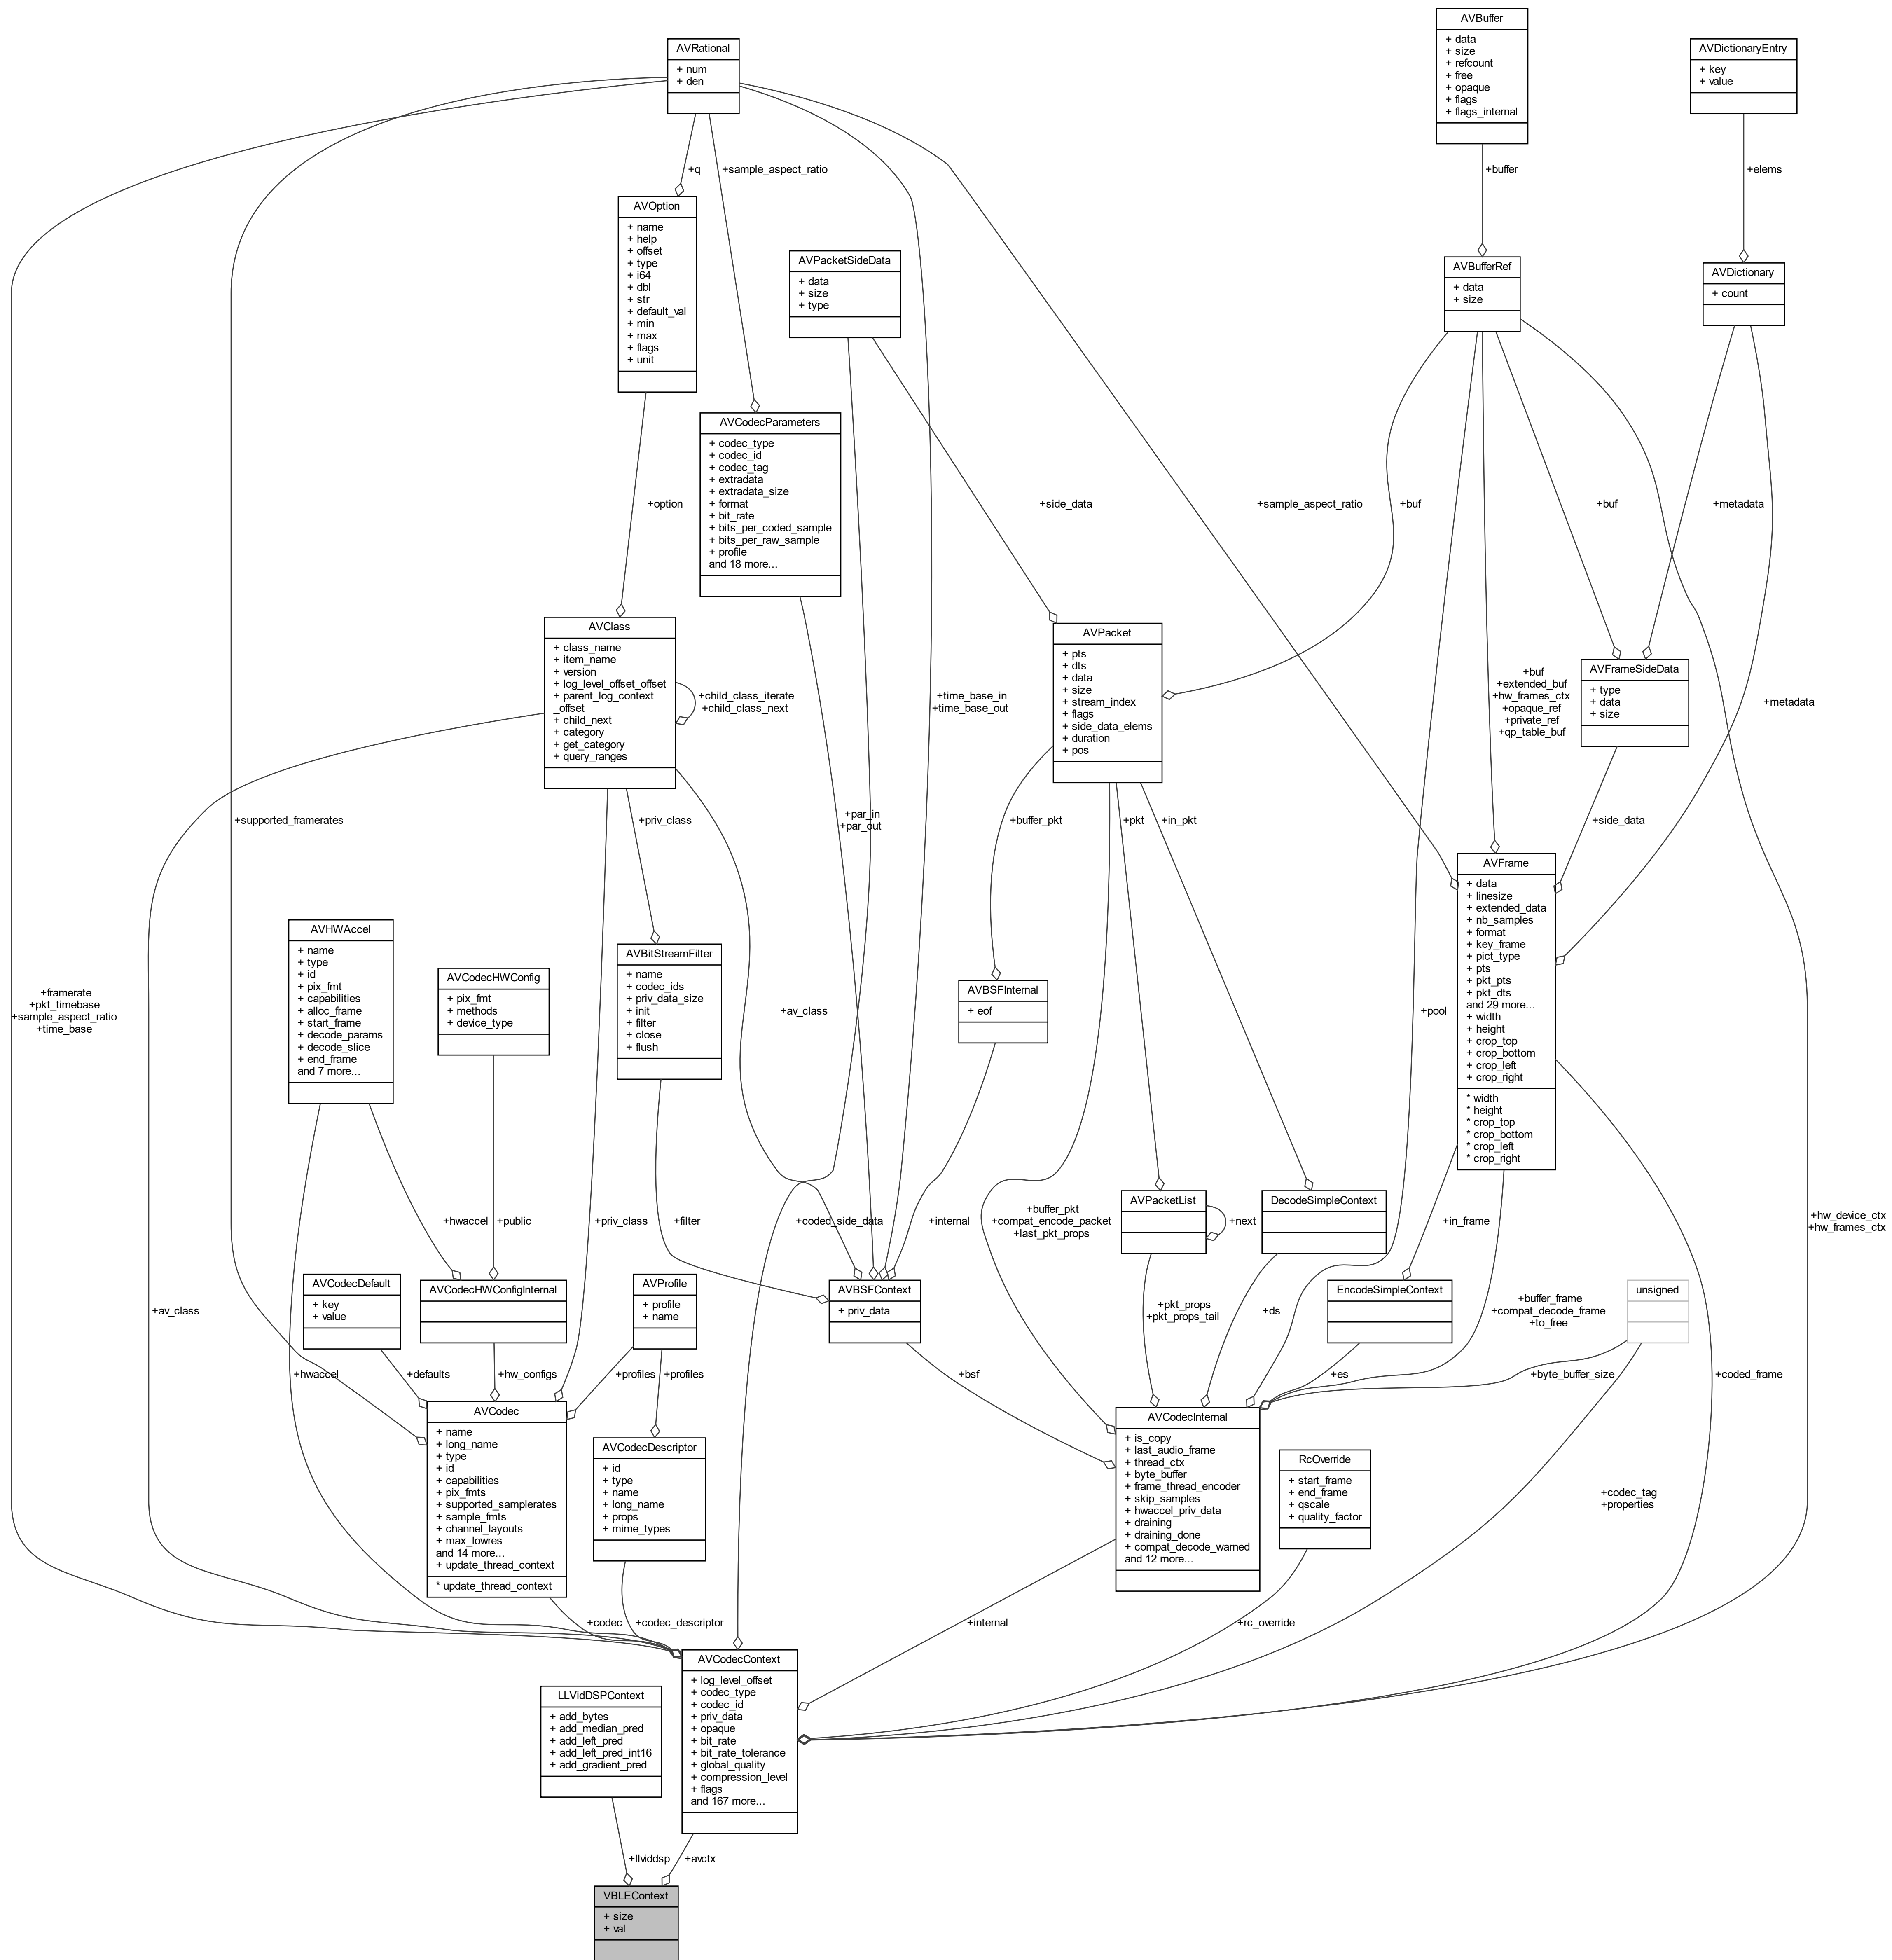 AVBuffer
+ data
+ size
+ refcount
+ free
+ opaque
+ flags
+ flags_internal
AVRational
+ num
+ den
AVDictionaryEntry
+ key
+ value
+q
+sample_aspect_ratio
+buffer
+elems
AVOption
+ name
+ help
+ offset
+ type
+ i64
+ dbl
+ str
+ default_val
+ min
+ max
+ flags
+ unit
AVPacketSideData
+ data
+ size
+ type
AVBufferRef
+ data
+ size
AVDictionary
+ count
AVCodecParameters
+ codec_type
+ codec_id
+ codec_tag
+ extradata
+ extradata_size
+ format
+ bit_rate
+ bits_per_coded_sample
+ bits_per_raw_sample
+ profile
and 18 more...
+option
+side_data
+sample_aspect_ratio
+buf
+buf
+metadata
AVClass
+ class_name
+ item_name
+ version
+ log_level_offset_offset
+ parent_log_context
_offset
+ child_next
+ category
+ get_category
+ query_ranges
+child_class_iterate
+child_class_next
+time_base_in
+time_base_out
AVPacket
+ pts
+ dts
+ data
+ size
+ stream_index
+ flags
+ side_data_elems
+ duration
+ pos
+buf
+extended_buf
+hw_frames_ctx
+opaque_ref
+private_ref
+qp_table_buf
AVFrameSideData
+ type
+ data
+ size
+metadata
+supported_framerates
+priv_class
+par_in
+par_out
+buffer_pkt
+pkt
+in_pkt
+side_data
AVFrame
+ data
+ linesize
+ extended_data
+ nb_samples
+ format
+ key_frame
+ pict_type
+ pts
+ pkt_pts
+ pkt_dts
and 29 more...
+ width
+ height
+ crop_top
+ crop_bottom
+ crop_left
+ crop_right
* width
* height
* crop_top
* crop_bottom
* crop_left
* crop_right
+framerate
+pkt_timebase
+sample_aspect_ratio
+time_base
AVHWAccel
+ name
+ type
+ id
+ pix_fmt
+ capabilities
+ alloc_frame
+ start_frame
+ decode_params
+ decode_slice
+ end_frame
and 7 more...
AVCodecHWConfig
+ pix_fmt
+ methods
+ device_type
AVBitStreamFilter
+ name
+ codec_ids
+ priv_data_size
+ init
+ filter
+ close
+ flush
+av_class
AVBSFInternal
+ eof
+pool
+hwaccel
+public
+priv_class
+filter
+coded_side_data
+internal
+buffer_pkt
+compat_encode_packet
+last_pkt_props
AVPacketList
+next
DecodeSimpleContext
+in_frame
+hw_device_ctx
+hw_frames_ctx
+av_class
AVCodecDefault
+ key
+ value
AVCodecHWConfigInternal
AVProfile
+ profile
+ name
AVBSFContext
+ priv_data
+pkt_props
+pkt_props_tail
+ds
EncodeSimpleContext
+buffer_frame
+compat_decode_frame
+to_free
unsigned
+hwaccel
+defaults
+hw_configs
+profiles
+profiles
+bsf
+es
+byte_buffer_size
+coded_frame
AVCodec
+ name
+ long_name
+ type
+ id
+ capabilities
+ pix_fmts
+ supported_samplerates
+ sample_fmts
+ channel_layouts
+ max_lowres
and 14 more...
+ update_thread_context
* update_thread_context
AVCodecDescriptor
+ id
+ type
+ name
+ long_name
+ props
+ mime_types
AVCodecInternal
+ is_copy
+ last_audio_frame
+ thread_ctx
+ byte_buffer
+ frame_thread_encoder
+ skip_samples
+ hwaccel_priv_data
+ draining
+ draining_done
+ compat_decode_warned
and 12 more...
RcOverride
+ start_frame
+ end_frame
+ qscale
+ quality_factor
+codec_tag
+properties
+codec
+codec_descriptor
+internal
+rc_override
AVCodecContext
+ log_level_offset
+ codec_type
+ codec_id
+ priv_data
+ opaque
+ bit_rate
+ bit_rate_tolerance
+ global_quality
+ compression_level
+ flags
and 167 more...
LLVidDSPContext
+ add_bytes
+ add_median_pred
+ add_left_pred
+ add_left_pred_int16
+ add_gradient_pred
+llviddsp
+avctx
VBLEContext
+ size
+ val